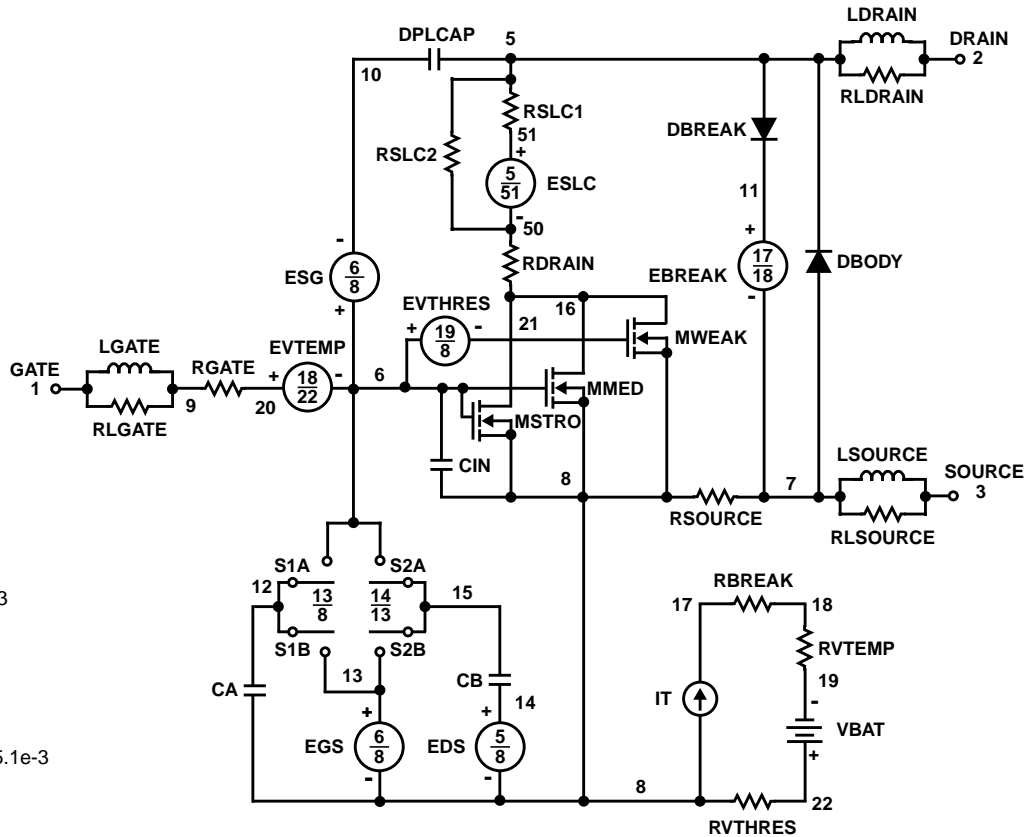 LDRAIN
DPLCAP 5 DRAIN
10 2
RLDRAIN
RSLC1
DBREAK
51
RSLC2 +
5
51 ESLC
11
-
50
- +
RDRAIN 17
18
DBODY
6
8
ESG EBREAK
EVTHRES 16 -
+ + 19
8 - 21
MWEAK
LGATE EVTEMP
GATE RGATE + 18
22 - 6
1 MMED
9 20
MSTRO
RLGATE
LSOURCE
CIN 8 7 SOURCE
3
RSOURCE
RLSOURCE
S1A S2A
12 RBREAK
13
8 14
13 15 17 18
3
S1B S2B RVTEMP
13 CB 19
CA 14 IT -
+ + VBAT
EGS 6
8 EDS 5
8 +
5.1e-3
- - 8 22
RVTHRES